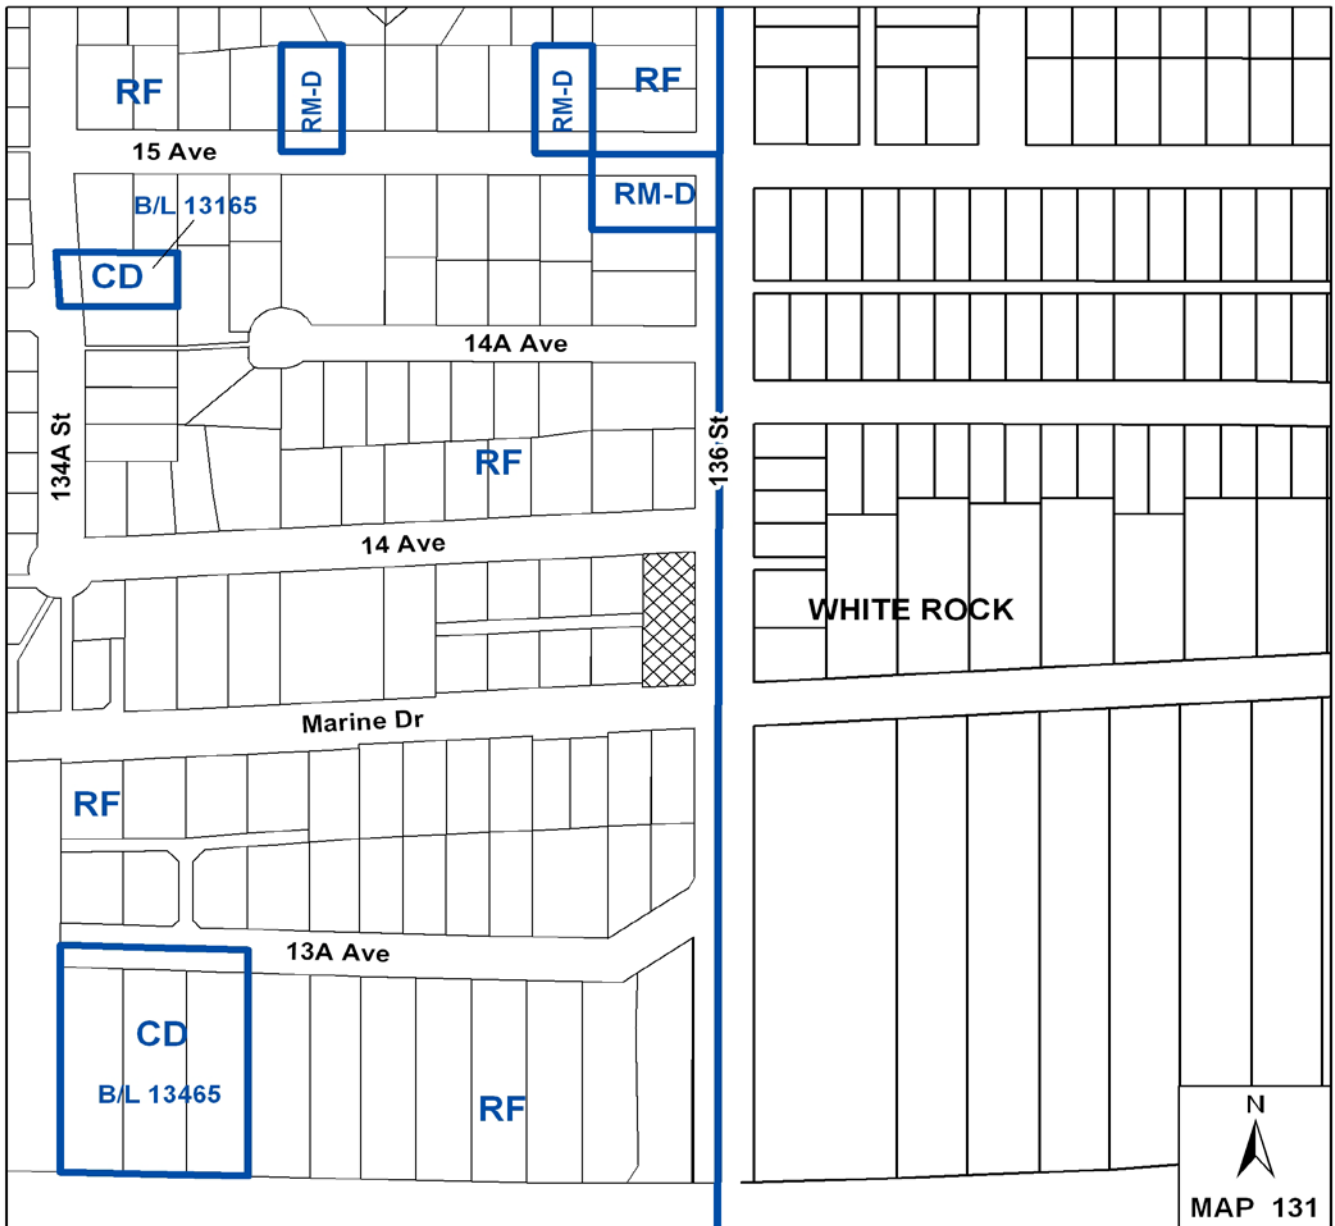 RF
RM-D
RM-D
RF
15 Ave
RM-D
B/L 13165
CD
14A Ave
134A St
136 St
RF
14 Ave
WHITE ROCK
Marine Dr
RF
13A Ave
CD
B/L 13465
RF
N
MAP 131